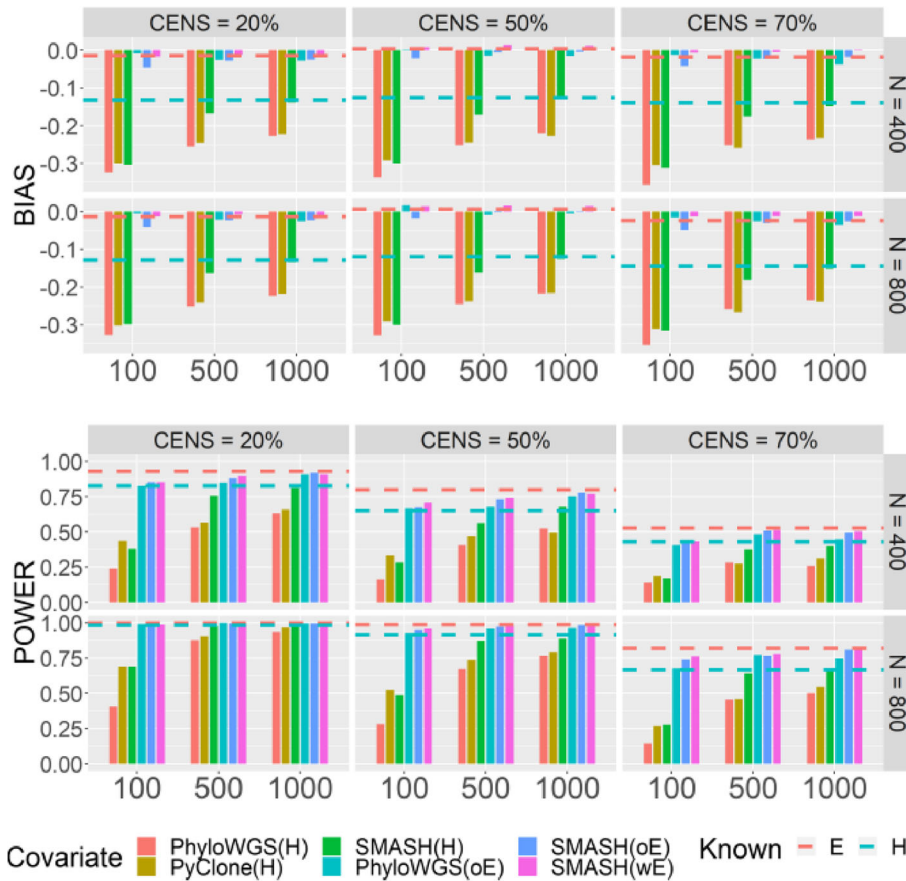 CENS = 20% CENS = 50% CENS = 70%
0.0
-0.1
-0.2
-0.3
N = 400
BIAS
0.0
-0.1
-0.2
-0.3
N = 800
100 500 1000 100 500 1000 100 500 1000
CENS = 20% CENS = 50% CENS = 70%
1.00
0.75
0.50
0.25
0.00
N = 400
POWER
1.00
0.75
0.50
0.25
0.00
N = 800
100 500 1000 100 500 1000 100 500 1000
Covariate PhyloWGS(H) SMASH(H) SMASH(oE) Known E H
PyClone(H) PhyloWGS(oE) SMASH(wE)